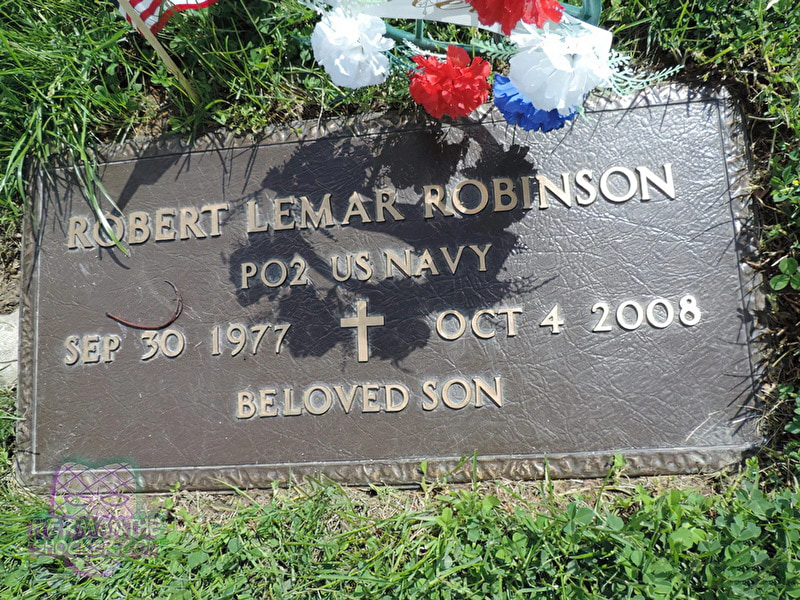 ROBERT LEMAR ROBINSON
PO2 US NAVY
SEP 30 1977 OCT 4 2008
BELOVED SON